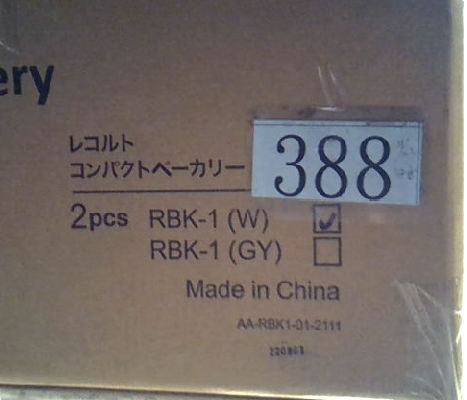 ery
レコルト
コンパクトベーカリー
388
2pcs RBK-1 (W)
RBK-1 (GY)
Made in China
AA-RBK1-01-2111